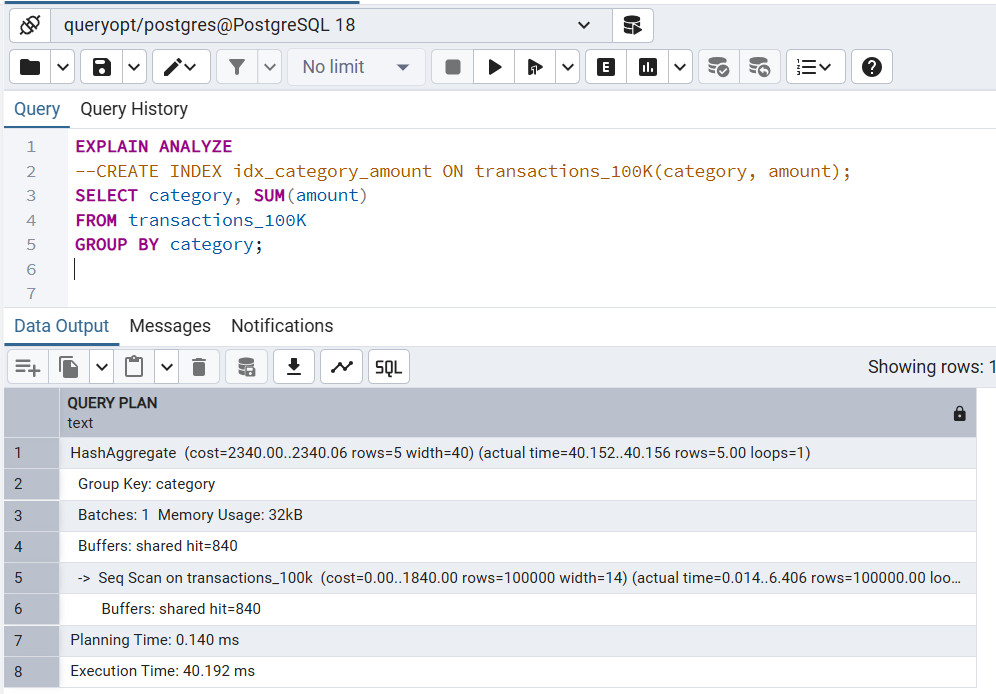 queryopt/postgres@PostgreSQL 18
No limit
E
Query Query History
1 EXPLAIN ANALYZE
2 --CREATE INDEX idx_category_amount ON transactions_100K(category, amount);
3 SELECT category, SUM(amount)
4 FROM transactions_100K
5 GROUP BY category;
6
7
Data Output Messages Notifications
SQL
Showing rows: 1
QUERY PLAN
text
1 HashAggregate (cost=2340.00..2340.06 rows=5 width=40) (actual time=40.152..40.156 rows=5.00 loops=1)
2 Group Key: category
3 Batches: 1 Memory Usage: 32kB
4 Buffers: shared hit=840
5 -> Seq Scan on transactions_100k (cost=0.00..1840.00 rows=100000 width=14) (actual time=0.014..6.406 rows=100000.00 loo...
6 Buffers: shared hit=840
7 Planning Time: 0.140 ms
8 Execution Time: 40.192 ms